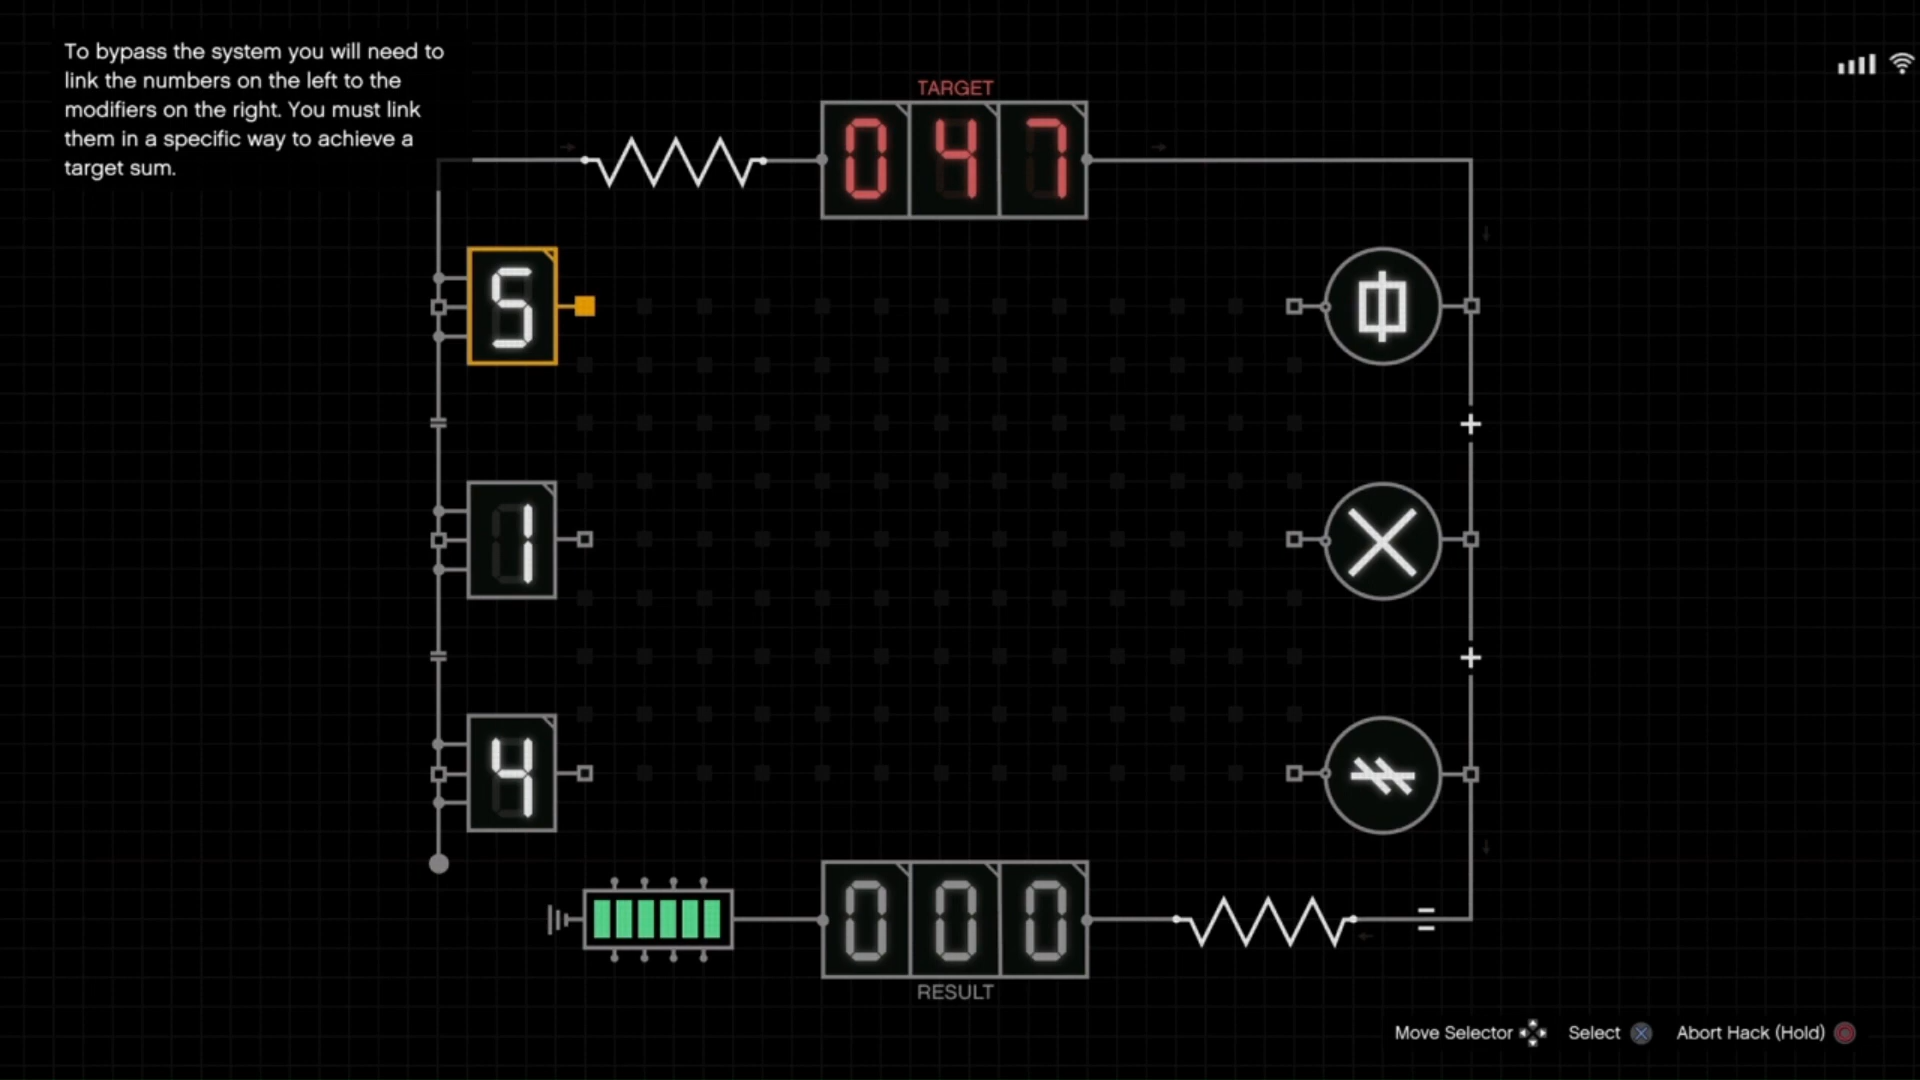 To bypass the system you will need to
link the numbers on the left to the
modifiers on the right. You must link
them in a specific way to achieve a
target sum.
TARGET
047
5
1
4
+
+
=
000
RESULT
Move Selector Select Abort Hack (Hold)